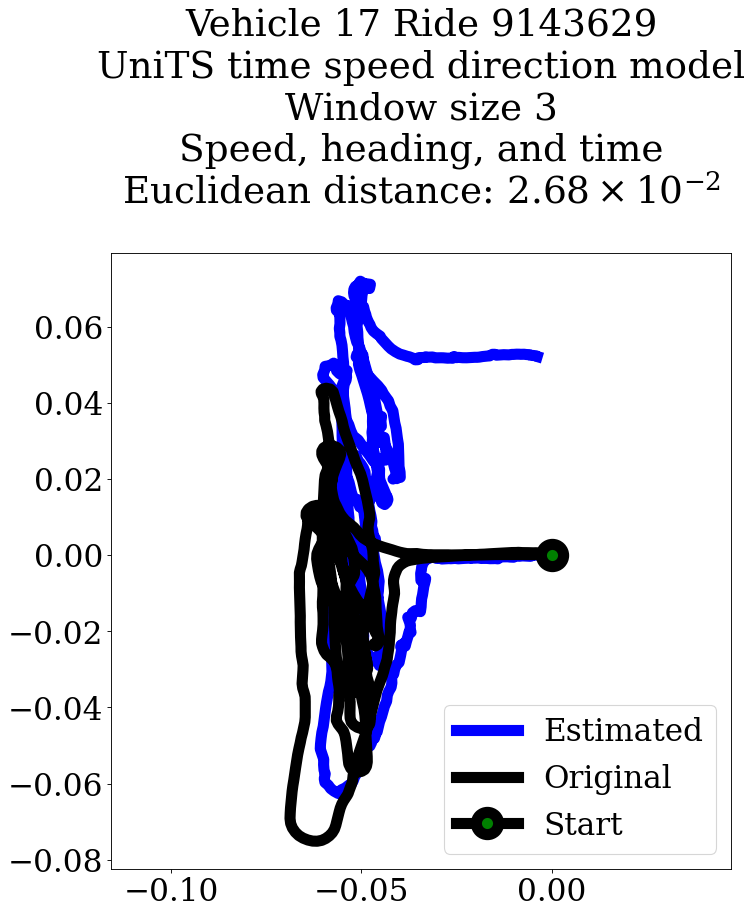 Vehicle 17 Ride 9143629
UniTS time speed direction model
Window size 3
Speed, heading, and time
Euclidean distance: 2.68 × 10⁻²
0.06
0.04
0.02
0.00
−0.02
−0.04
−0.06
−0.08
Estimated
Original
Start
−0.10
−0.05
0.00